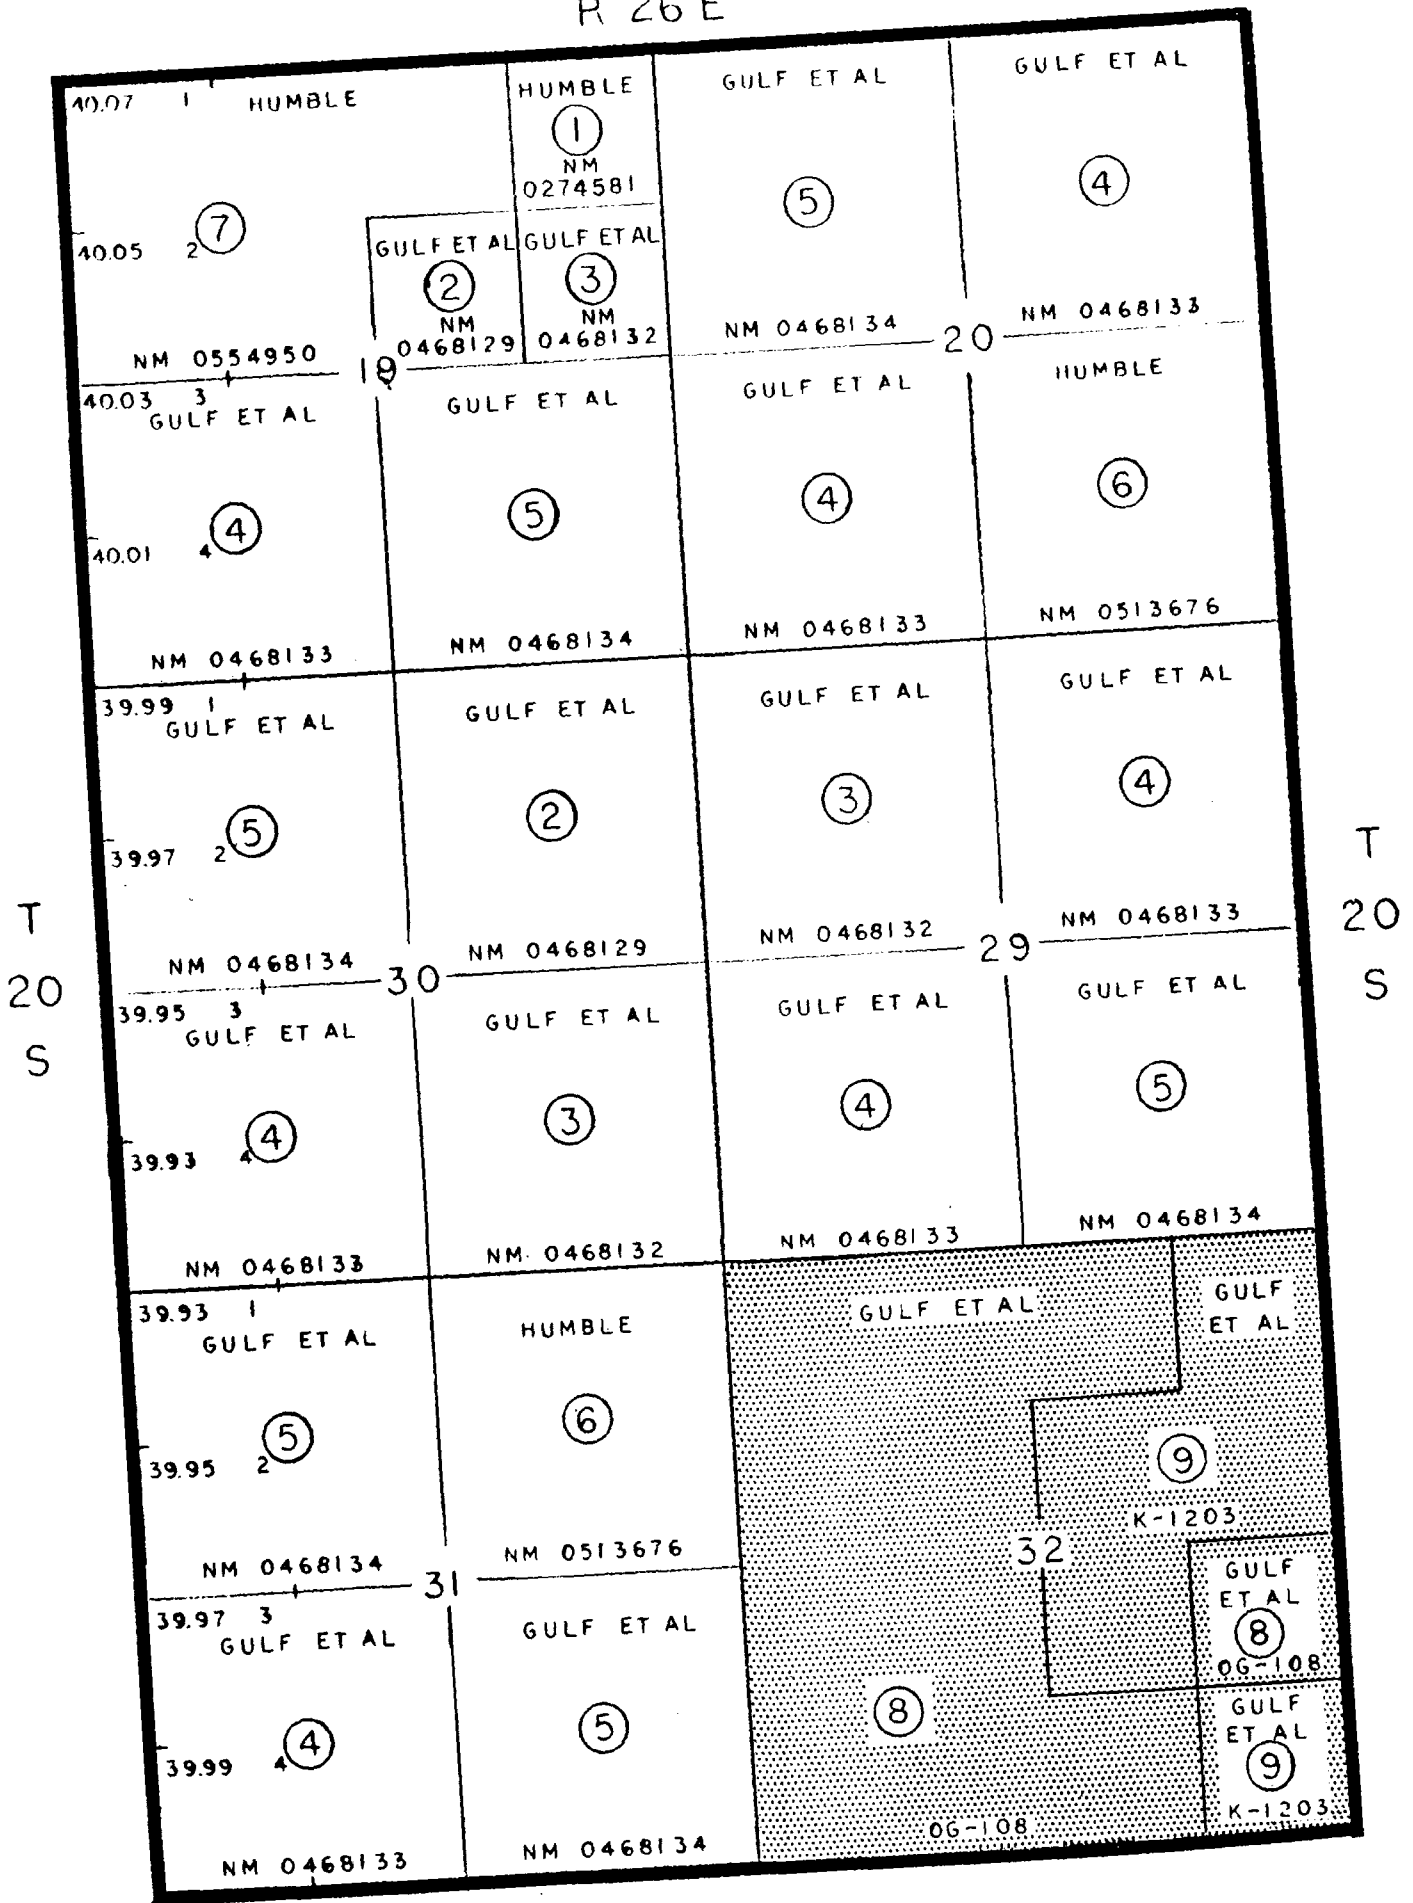 R 26 E
40.07 1 HUMBLE
HUMBLE
1
NM
0274581
GULF ET AL
5
NM 0468134
GULF ET AL
4
NM 0468133
40.05 2 7
NM 0554950
GULF ET AL
2
NM
0468129
GULF ET AL
3
NM
0468132
19
20
40.03 3
GULF ET AL
40.01 4 4
NM 0468133
GULF ET AL
5
NM 0468134
GULF ET AL
4
NM 0468133
HUMBLE
6
NM 0513676
39.99 1
GULF ET AL
39.97 2 5
NM 0468134
GULF ET AL
2
NM 0468129
GULF ET AL
3
NM 0468132
GULF ET AL
4
NM 0468133
T
20
S
T
20
S
30
29
39.95 3
GULF ET AL
39.93 4 4
NM 0468133
GULF ET AL
3
NM 0468132
GULF ET AL
4
NM 0468133
GULF ET AL
5
NM 0468134
39.93 1
GULF ET AL
39.95 2 5
NM 0468134
HUMBLE
6
NM 0513676
GULF ET AL
GULF
ET AL
9
K-1203
31
32
39.97 3
GULF ET AL
39.99 4 4
NM 0468133
GULF ET AL
5
NM 0468134
8
OG-108
GULF
ET AL
8
OG-108
GULF
ET AL
9
K-1203